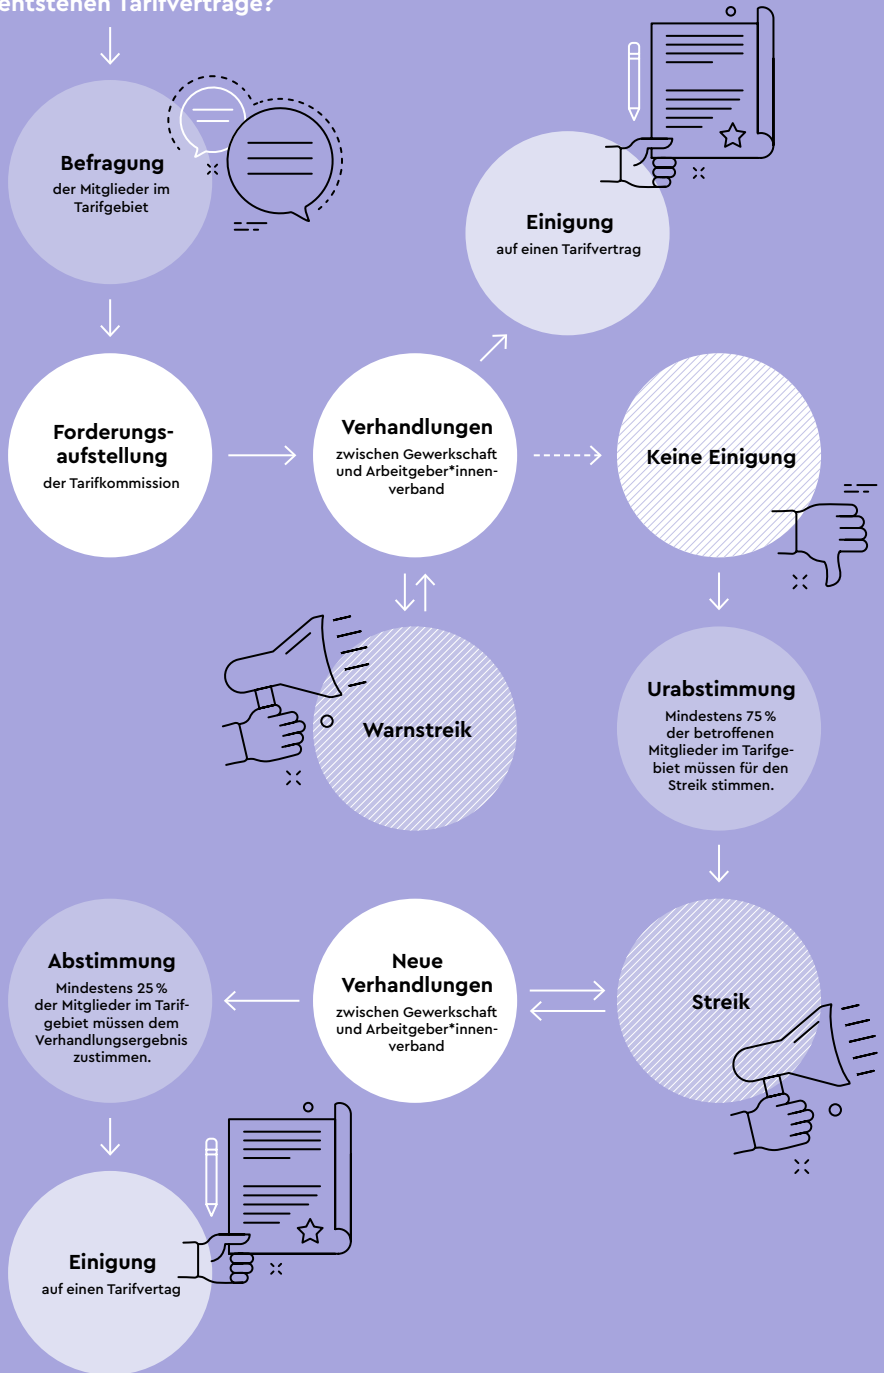 entstehen Tarifverträge?
Befragung
der Mitglieder im
Tarifgebiet
Einigung
auf einen Tarifvertrag
Forderungs-
aufstellung
der Tarifkommission
Verhandlungen
zwischen Gewerkschaft
und Arbeitgeber*innen-
verband
Keine Einigung
Warnstreik
Urabstimmung
Mindestens 75 %
der betroffenen
Mitglieder im Tarifge-
biet müssen für den
Streik stimmen.
Streik
Neue
Verhandlungen
zwischen Gewerkschaft
und Arbeitgeber*innen-
verband
Abstimmung
Mindestens 25 %
der Mitglieder im Tarif-
gebiet müssen dem
Verhandlungsergebnis
zustimmen.
Einigung
auf einen Tarifvertag